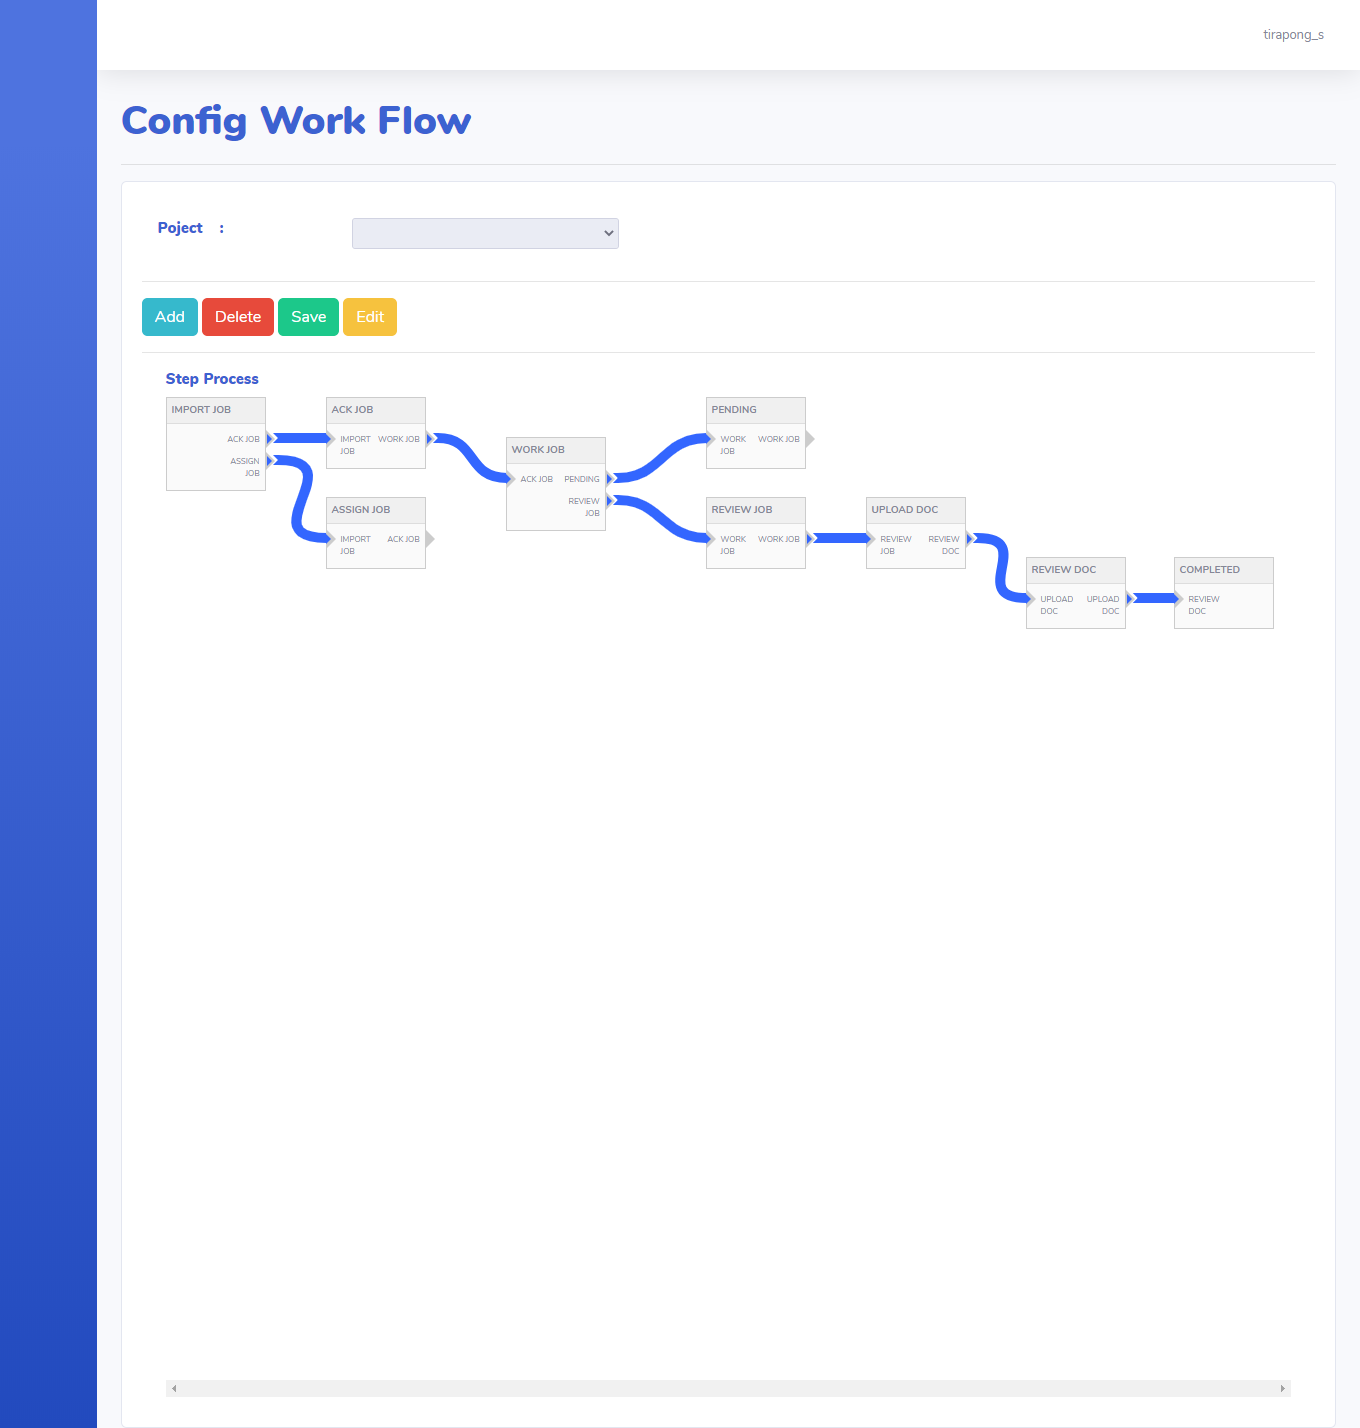 tirapong_s
Config Work Flow
Poject :
Add Delete Save Edit
Step Process
IMPORT JOB
ACK JOB
ASSIGN
JOB
ACK JOB
IMPORT
JOB
WORK JOB
ASSIGN JOB
IMPORT
JOB
ACK JOB
WORK JOB
ACK JOB
PENDING
REVIEW
JOB
PENDING
WORK
JOB
WORK JOB
REVIEW JOB
WORK
JOB
WORK JOB
UPLOAD DOC
REVIEW
JOB
REVIEW
DOC
REVIEW DOC
UPLOAD
DOC
UPLOAD
DOC
COMPLETED
REVIEW
DOC